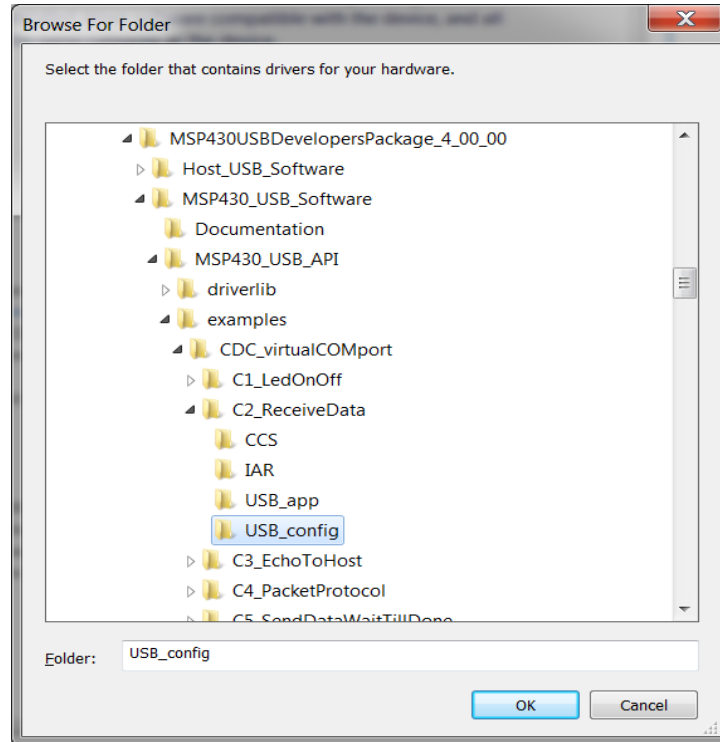 Browse For Folder
Select the folder that contains drivers for your hardware.
MSP430USBDevelopersPackage_4_00_00
Host_USB_Software
MSP430_USB_Software
Documentation
MSP430_USB_API
driverlib
examples
CDC_virtualCOMport
C1_LedOnOff
C2_ReceiveData
CCS
IAR
USB_app
USB_config
C3_EchoToHost
C4_PacketProtocol
C5_SendDataWaitTillDone
Folder: USB_config
OK Cancel